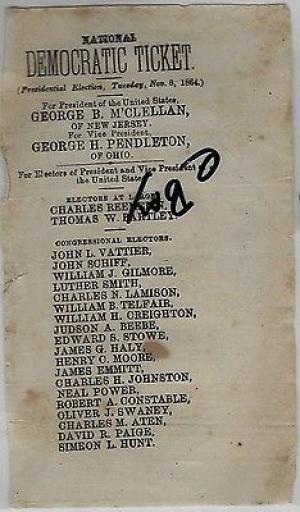 NATIONAL
DEMOCRATIC TICKET.
(Presidential Election, Tuesday, Nov. 8, 1864.)
For President of the United States,
GEORGE B. M'CLELLAN,
OF NEW JERSEY.
For Vice President,
GEORGE H. PENDLETON,
OF OHIO.
For Electors of President and Vice President of
the United States,
ELECTORS AT LARGE.
CHARLES
THOMAS W. BARTLEY.
CONGRESSIONAL ELECTORS.
JOHN L. VATTIER,
JOHN SCHIFF,
WILLIAM J. GILMORE,
LUTHER SMITH,
CHARLES N. LAMISON,
WILLIAM B. TELFAIR,
WILLIAM H. CREIGHTON,
JUDSON A. BEEBE,
EDWARD S. STOWE,
JAMES G. HALY,
HENRY C. MOORE,
JAMES EMMITT,
CHARLES H. JOHNSTON,
NEAL POWER,
ROBERT A. CONSTABLE,
OLIVER J. SWANEY,
CHARLES M. ATEN,
DAVID R. PAIGE,
SIMEON L. HUNT.